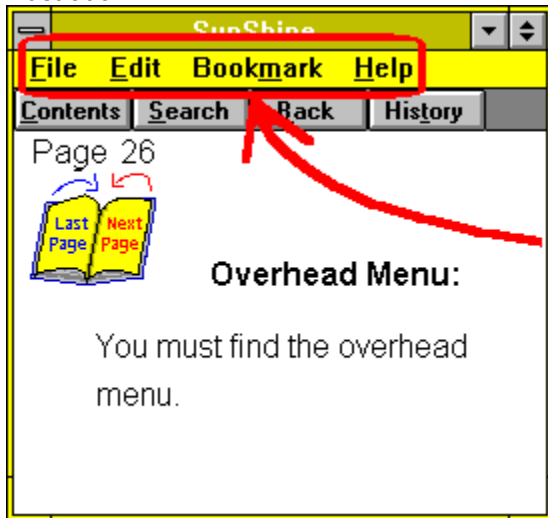 SunShine
File Edit Bookmark Help
Contents Search Back History
Page 26
Last Next
Page Page
Overhead Menu:
You must find the overhead
menu.